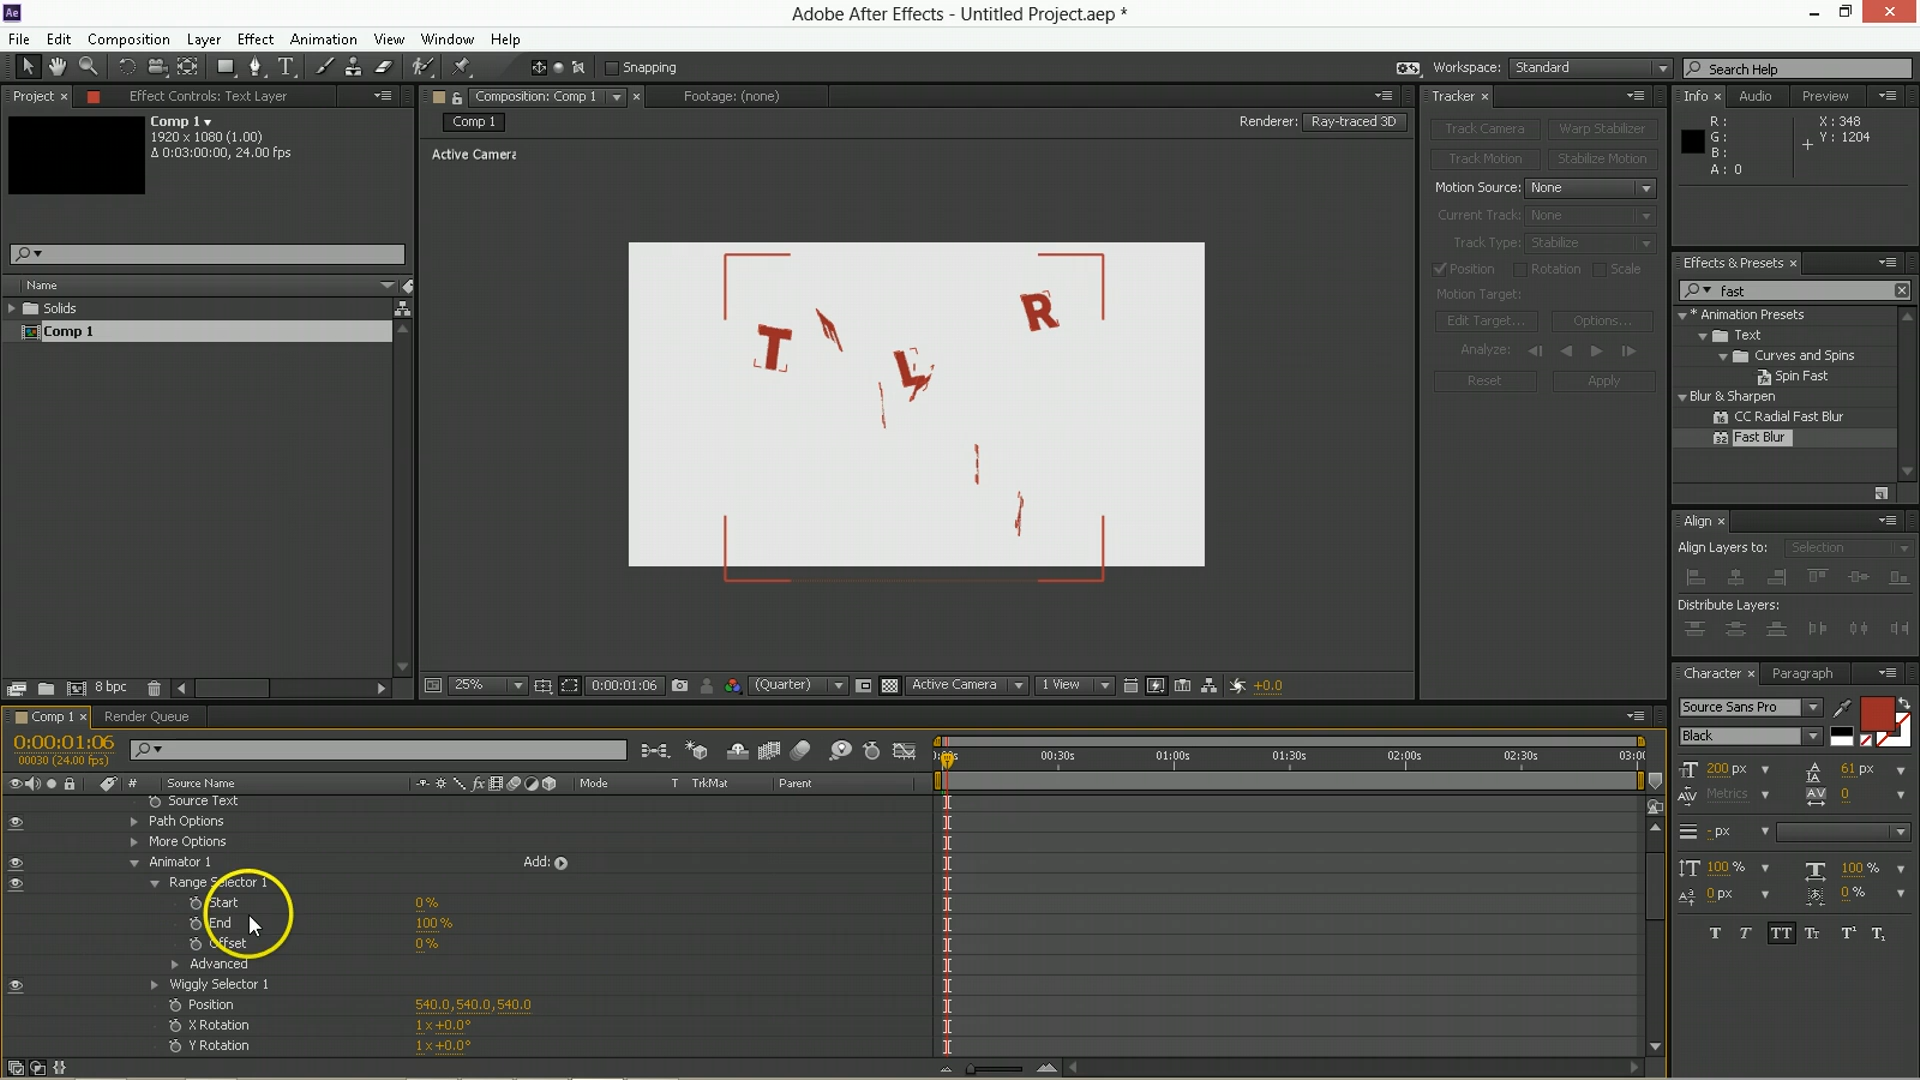 Ae
Adobe After Effects - Untitled Project.aep *
File Edit Composition Layer Effect Animation View Window Help
Snapping
Workspace: Standard
Search Help
Project × Effect Controls: Text Layer
Composition: Comp 1 × Footage: (none)
Tracker ×
Info × Audio Preview
Comp 1
1920 x 1080 (1.00)
Δ 0:03:00:00, 24.00 fps
Comp 1
Renderer: Ray-traced 3D
Active Camera
Track Camera Warp Stabilizer
Track Motion Stabilize Motion
Motion Source: None
Current Track: None
Track Type: Stabilize
Position Rotation Scale
Motion Target:
Edit Target... Options...
Analyze:
Reset Apply
R :
G :
B :
A : 0
X : 348
Y : 1204
Effects & Presets ×
fast
* Animation Presets
Text
Curves and Spins
Spin Fast
Blur & Sharpen
CC Radial Fast Blur
Fast Blur
Name
Solids
Comp 1
T
L
R
Align ×
Align Layers to: Selection
Distribute Layers:
8 bpc
25% 0:00:01:06 (Quarter) Active Camera 1 View +0.0
Character × Paragraph
Source Sans Pro
Black
200 px 61 px
Metrics 0
- px
100 % 100 %
0 px 0 %
T T TT Tт T¹ T₁
Comp 1 × Render Queue
0:00:01:06
00030 (24.00 fps)
00:30s 01:00s 01:30s 02:00s 02:30s
# Source Name Mode T TrkMat Parent
Source Text
Path Options
More Options
Animator 1 Add:
Range Selector 1
Start 0 %
End 100 %
Offset 0 %
Advanced
Wiggly Selector 1
Position 540.0,540.0,540.0
X Rotation 1x+0.0°
Y Rotation 1x+0.0°